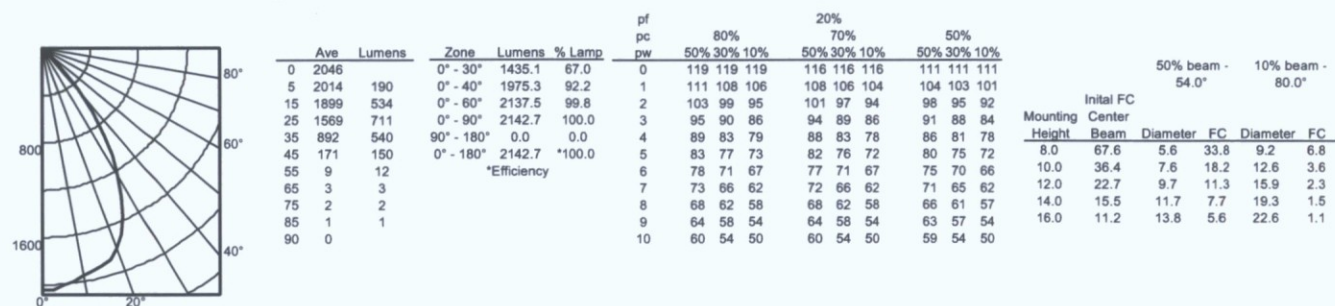 80°
60°
40°
800
1600
0° 20°
Ave Lumens
0 2046
5 2014 190
15 1899 534
25 1569 711
35 892 540
45 171 150
55 9 12
65 3 3
75 2 2
85 1 1
90 0
Zone Lumens % Lamp
0° - 30° 1435.1 67.0
0° - 40° 1975.3 92.2
0° - 60° 2137.5 99.8
0° - 90° 2142.7 100.0
90° - 180° 0.0 0.0
0° - 180° 2142.7 *100.0
*Efficiency
pf 20%
pc 80% 70% 50%
pw 50% 30% 10% 50% 30% 10% 50% 30% 10%
0 119 119 119 116 116 116 111 111 111
1 111 108 106 108 106 104 104 103 101
2 103 99 95 101 97 94 98 95 92
3 95 90 86 94 89 86 91 88 84
4 89 83 79 88 83 78 86 81 78
5 83 77 73 82 76 72 80 75 72
6 78 71 67 77 71 67 75 70 66
7 73 66 62 72 66 62 71 65 62
8 68 62 58 68 62 58 66 61 57
9 64 58 54 64 58 54 63 57 54
10 60 54 50 60 54 50 59 54 50
50% beam - 10% beam -
54.0° 80.0°
Inital FC
Mounting Center
Height Beam Diameter FC Diameter FC
8.0 67.6 5.6 33.8 9.2 6.8
10.0 36.4 7.6 18.2 12.6 3.6
12.0 22.7 9.7 11.3 15.9 2.3
14.0 15.5 11.7 7.7 19.3 1.5
16.0 11.2 13.8 5.6 22.6 1.1